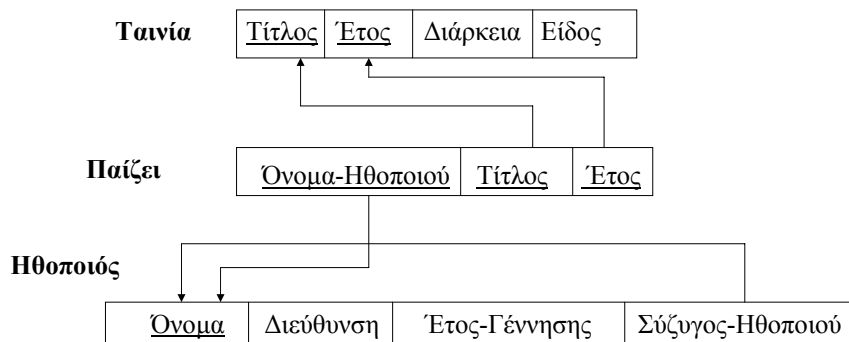 Ταινία Τίτλος Έτος Διάρκεια Είδος
Παίζει Όνομα-Ηθοποιού Τίτλος Έτος
Ηθοποιός
Όνομα Διεύθυνση Έτος-Γέννησης Σύζυγος-Ηθοποιού